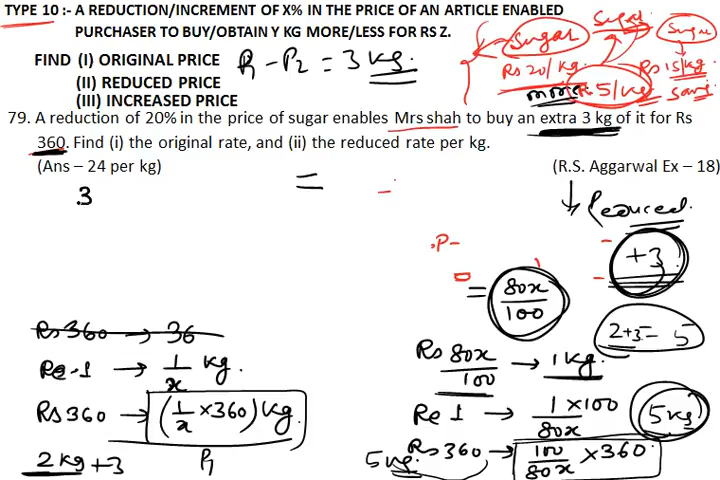 TYPE 10 :- A REDUCTION/INCREMENT OF X% IN THE PRICE OF AN ARTICLE ENABLED
PURCHASER TO BUY/OBTAIN Y KG MORE/LESS FOR RS Z.
Sugar
Sugar
Sugar
FIND (I) ORIGINAL PRICE
P1 - P2 = 3 kg.
(II) REDUCED PRICE
Rs 20/kg.
Rs 15/kg
(III) INCREASED PRICE
more
Rs 5/kg
79. A reduction of 20% in the price of sugar enables Mrs shah to buy an extra 3 kg of it for Rs
360. Find (i) the original rate, and (ii) the reduced rate per kg.
(Ans – 24 per kg)
(R.S. Aggarwal Ex – 18)
3 =
↓ Reduced.
.P-
+3
= 80x/100
2+3= 5
Rs 360 → 36
Re-1 → 1/x kg.
Rs 80x/100 → 1 kg.
Re 1 → 1×100/80x
5 kg
Rs 360 → (1/x ×360) kg
5 kg.
Rs 360 → 100/80x × 360
2 kg +3